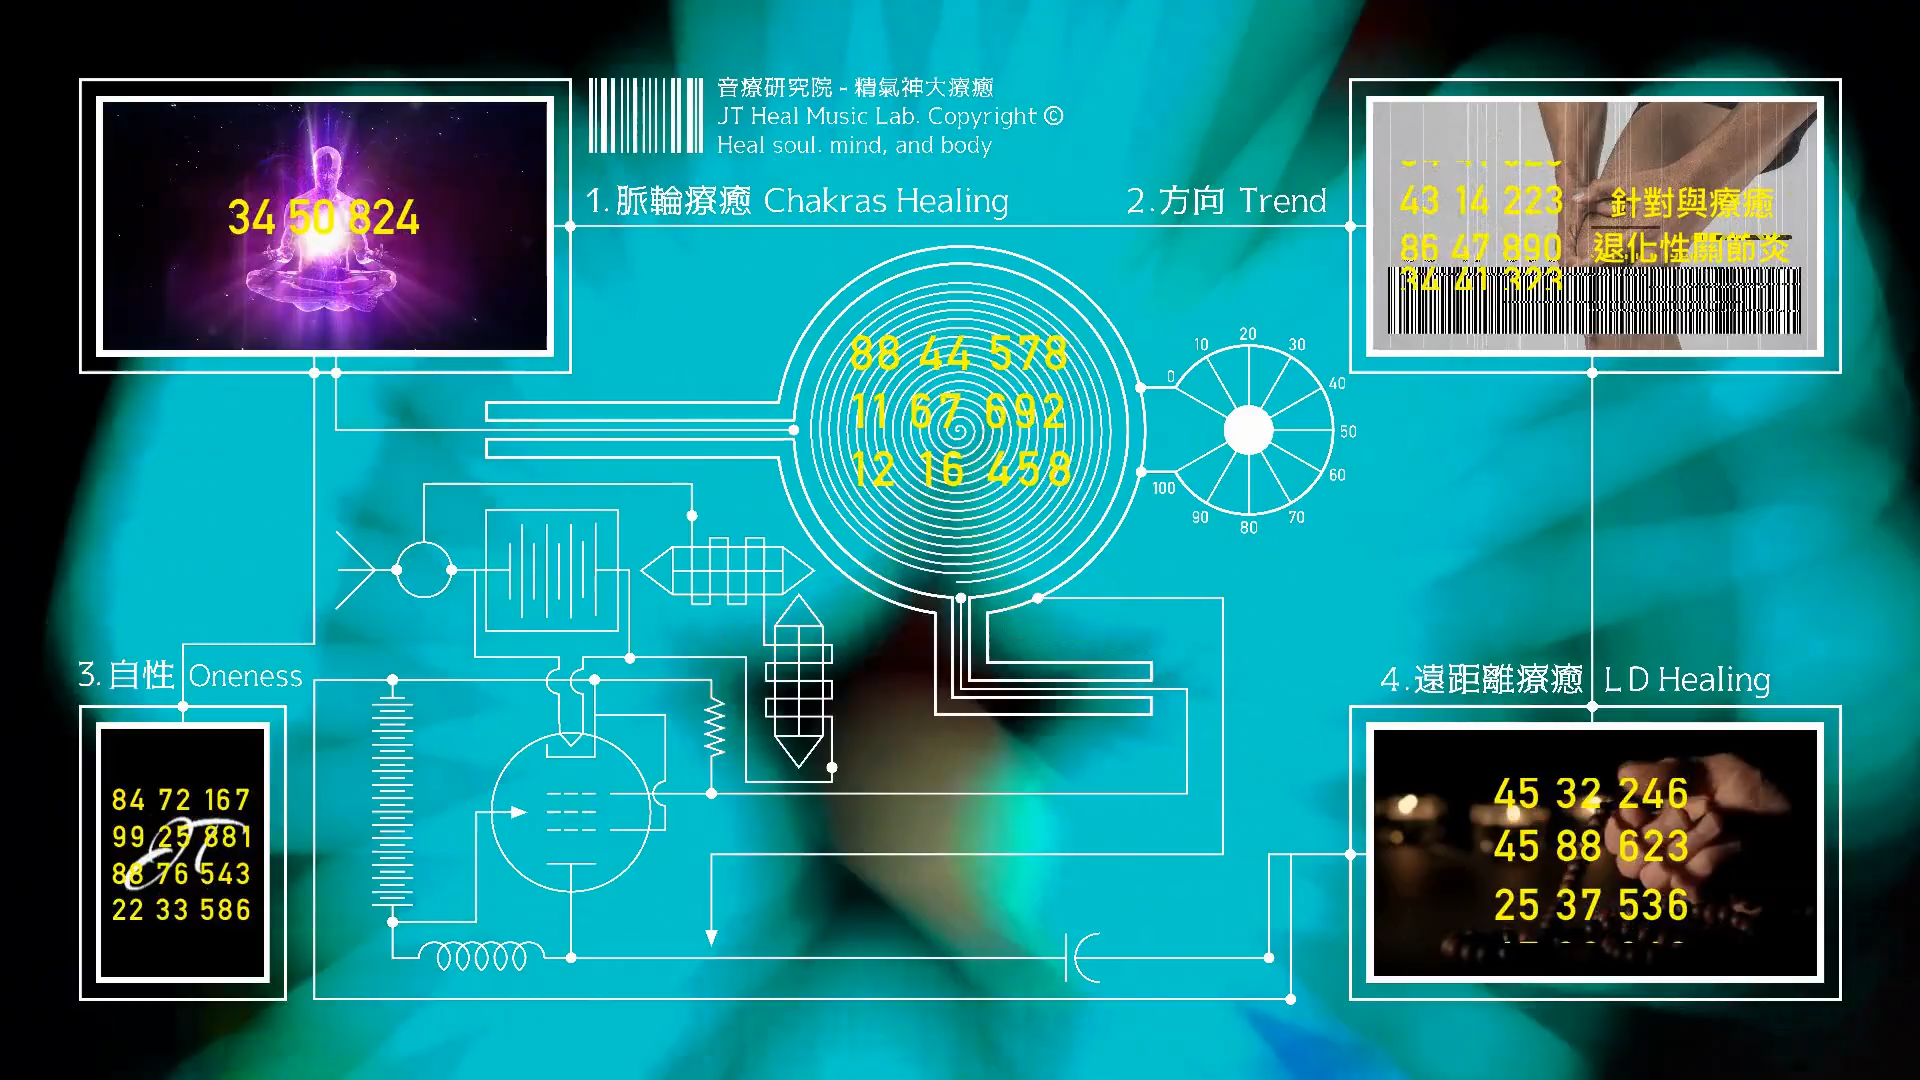 音療研究院 - 精氣神大療癒
JT Heal Music Lab. Copyright ©
Heal soul. mind, and body
1.脈輪療癒 Chakras Healing
2.方向 Trend
34 50 824
43 14 223
86 47 890
34 41 323
針對與療癒
退化性關節炎
88 44 578
11 67 692
12 16 458
0
10
20
30
40
50
60
70
80
90
100
3.自性 Oneness
84 72 167
99 25 881
88 76 543
22 33 586
JT
4.遠距離療癒 L D Healing
45 32 246
45 88 623
25 37 536